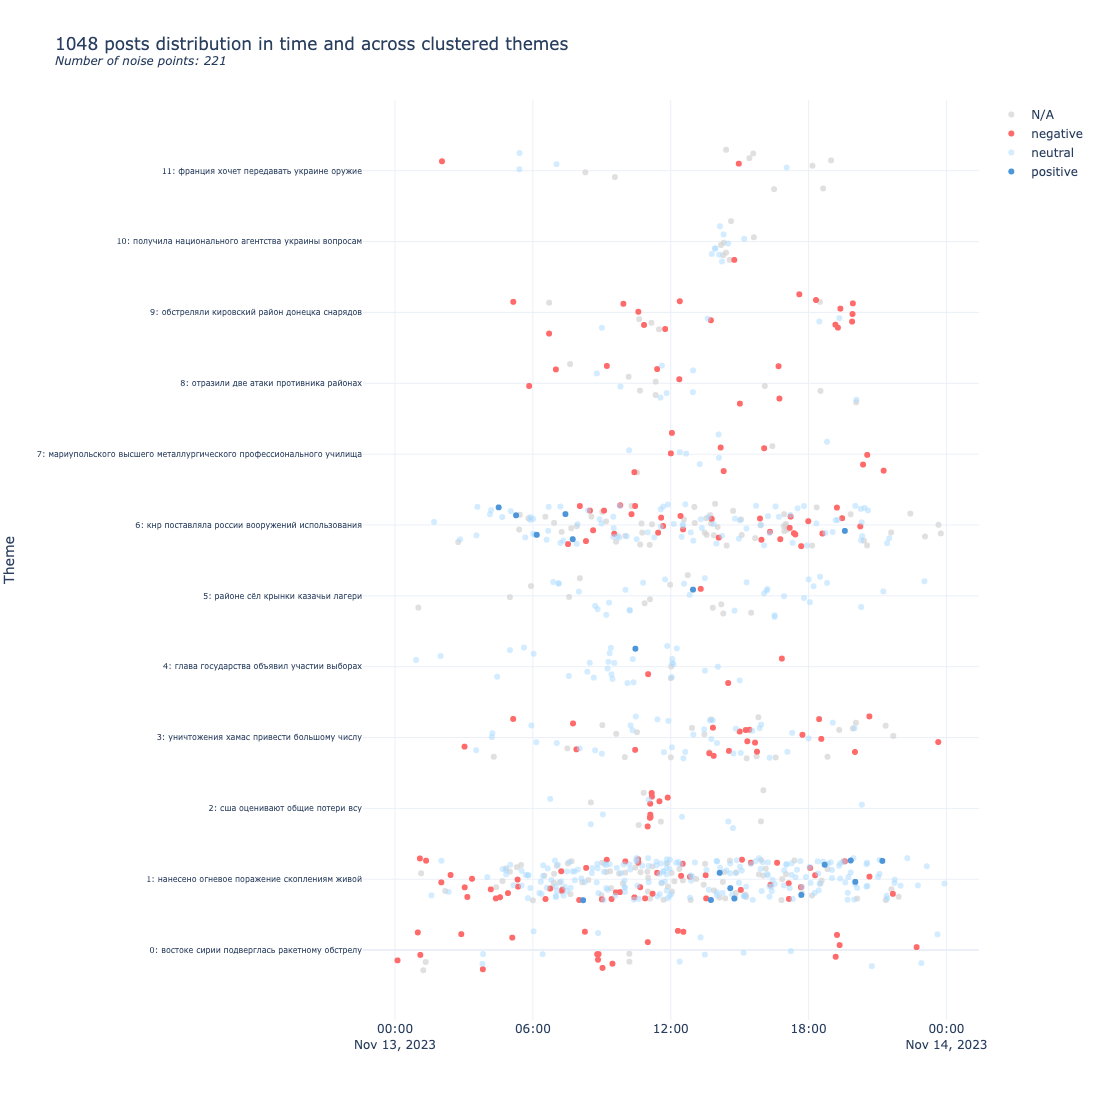 1048 posts distribution in time and across clustered themes
Number of noise points: 221
N/A
negative
neutral
positive
Theme
11: франция хочет передавать украине оружие
10: получила национального агентства украины вопросам
9: обстреляли кировский район донецка снарядов
8: отразили две атаки противника районах
7: мариупольского высшего металлургического профессионального училища
6: кнр поставляла россии вооружений использования
5: районе сёл крынки казачьи лагери
4: глава государства объявил участии выборах
3: уничтожения хамас привести большому числу
2: сша оценивают общие потери всу
1: нанесено огневое поражение скоплениям живой
0: востоке сирии подверглась ракетному обстрелу
00:00 06:00 12:00 18:00 00:00
Nov 13, 2023 Nov 14, 2023